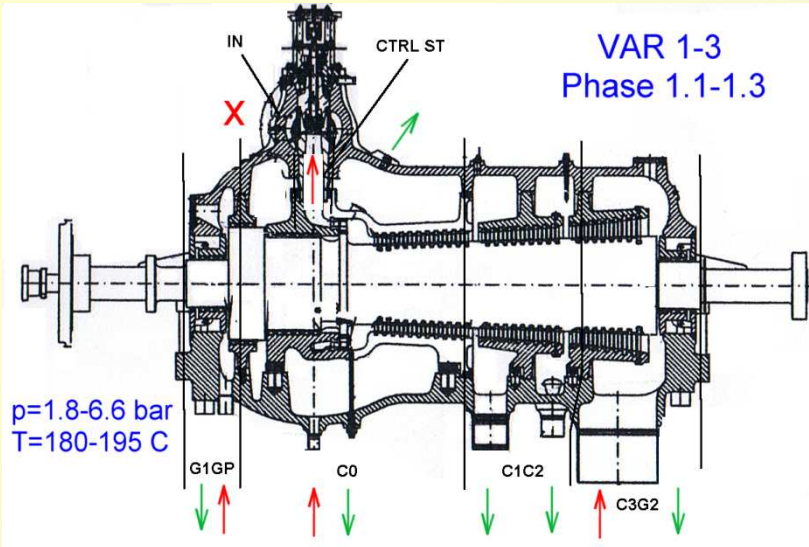 IN
CTRL ST
VAR 1-3
Phase 1.1-1.3
X
p=1.8-6.6 bar
T=180-195 C
G1GP
C0
C1C2
C3G2